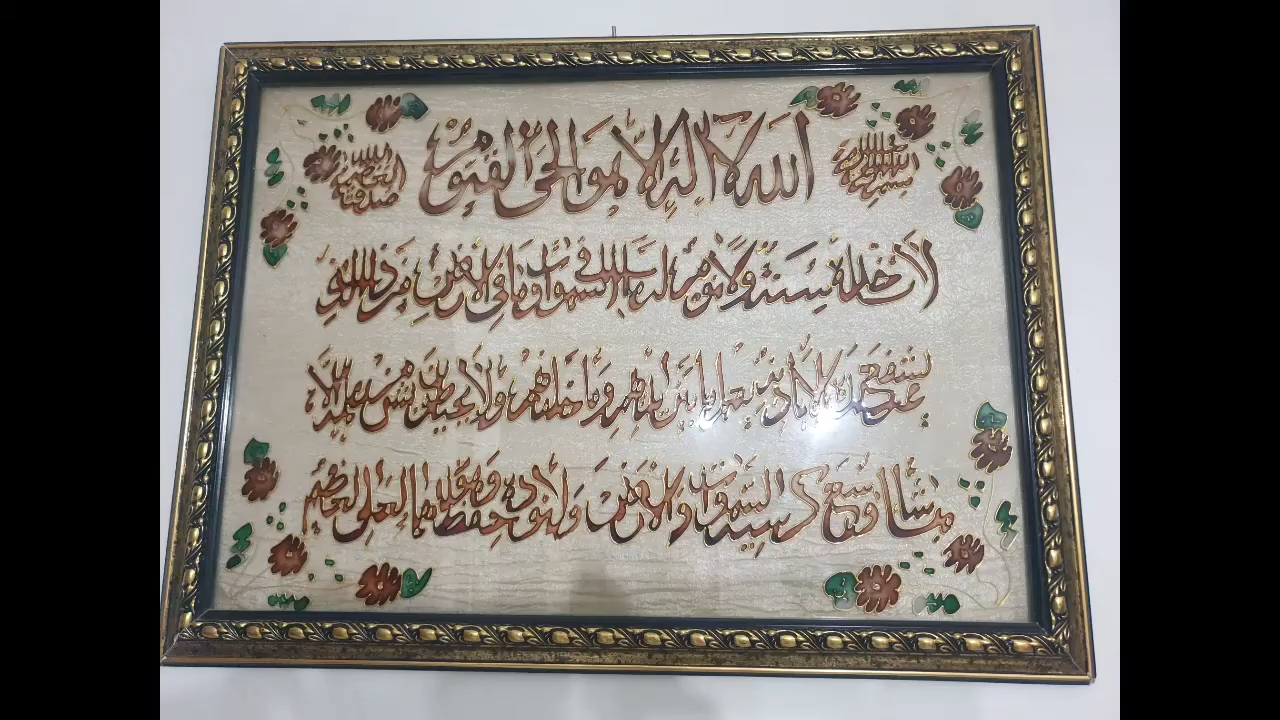 بسم الله الرحمن الرحيم
الله لا إله إلا هو الحي القيوم
صدق الله العظيم
لا تأخذه سنة ولا نوم له ما في السموات وما في الأرض من ذا الذي
يشفع عنده إلا بإذنه يعلم ما بين أيديهم وما خلفهم ولا يحيطون بشيء من علمه إلا
بما شاء وسع كرسيه السموات والأرض ولا يؤده حفظهما وهو العلي العظيم